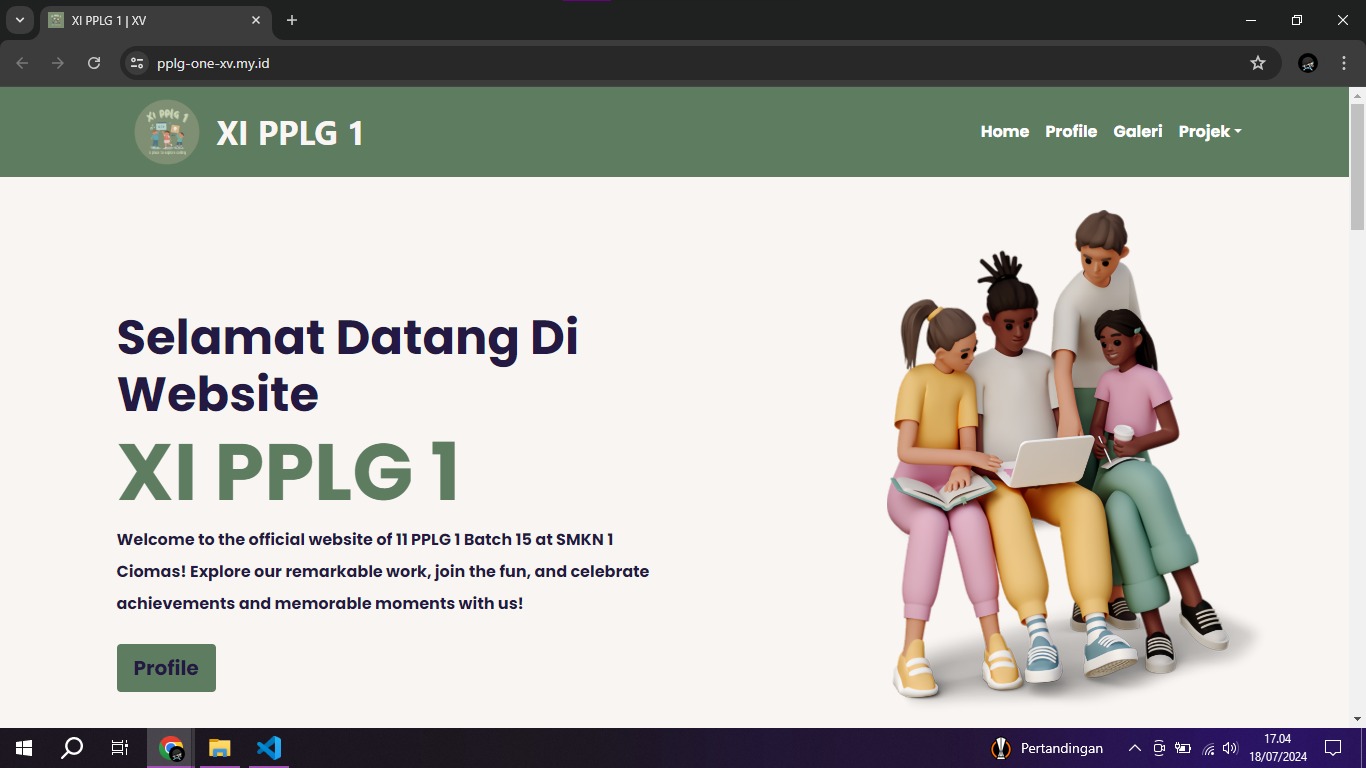 XI PPLG 1 | XV
pplg-one-xv.my.id
XI PPLG 1
XI PPLG 1
Home Profile Galeri Projek
Selamat Datang Di
Website
XI PPLG 1
Welcome to the official website of 11 PPLG 1 Batch 15 at SMKN 1
Ciomas! Explore our remarkable work, join the fun, and celebrate
achievements and memorable moments with us!
Profile
Pertandingan
17.04
18/07/2024